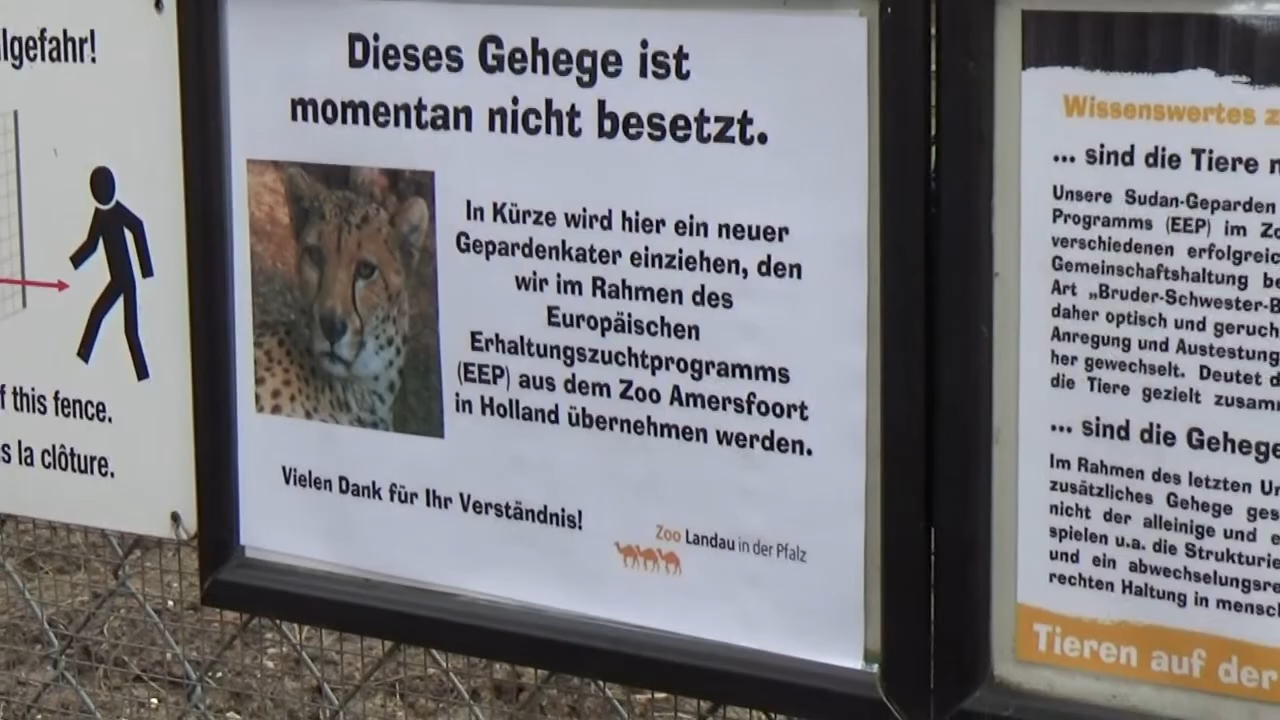 lgefahr!
f this fence.
s la clôture.
Dieses Gehege ist
momentan nicht besetzt.
In Kürze wird hier ein neuer
Gepardenkater einziehen, den
wir im Rahmen des
Europäischen
Erhaltungszuchtprogramms
(EEP) aus dem Zoo Amersfoort
in Holland übernehmen werden.
Vielen Dank für Ihr Verständnis!
Zoo Landau in der Pfalz
Wissenswertes z
... sind die Tiere n
Unsere Sudan-Geparden
Programms (EEP) im Zo
verschiedenen erfolgreic
Gemeinschaftshaltung be
Art „Bruder-Schwester-B
daher optisch und geruch
Anregung und Austestung
her gewechselt. Deutet d
die Tiere gezielt zusamm
... sind die Gehege
Im Rahmen des letzten Um
zusätzliches Gehege ges
nicht der alleinige und e
spielen u.a. die Strukturie
und ein abwechselungsre
rechten Haltung in mensch
Tieren auf der